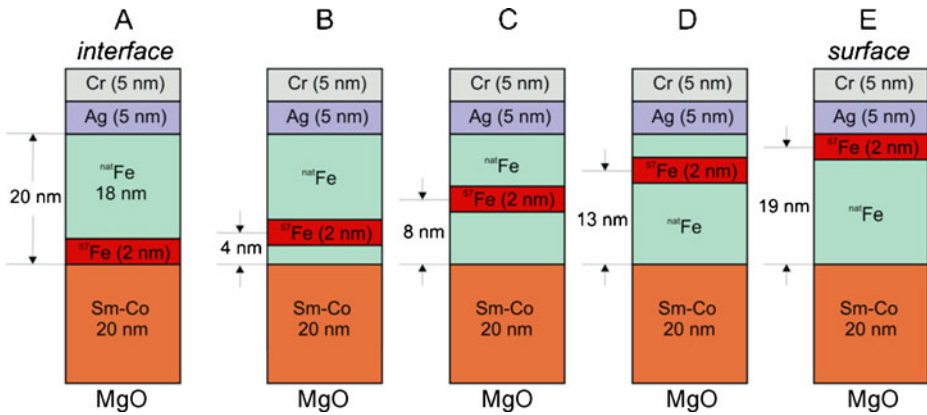 A
interface
Cr (5 nm)
Ag (5 nm)
20 nm
natFe
18 nm
57Fe (2 nm)
Sm-Co
20 nm
MgO
B
Cr (5 nm)
Ag (5 nm)
natFe
57Fe (2 nm)
4 nm
Sm-Co
20 nm
MgO
C
Cr (5 nm)
Ag (5 nm)
natFe
57Fe (2 nm)
8 nm
Sm-Co
20 nm
MgO
D
Cr (5 nm)
Ag (5 nm)
57Fe (2 nm)
13 nm
natFe
Sm-Co
20 nm
MgO
E
surface
Cr (5 nm)
Ag (5 nm)
57Fe (2 nm)
19 nm
natFe
Sm-Co
20 nm
MgO